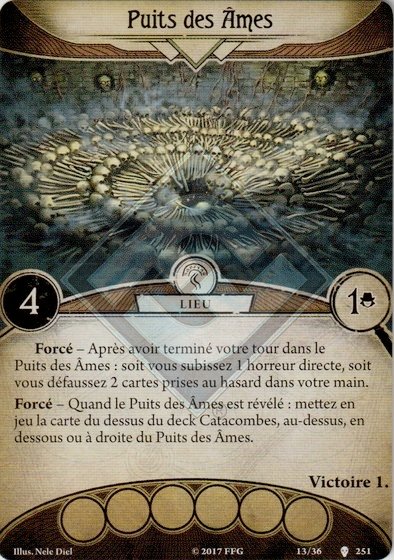 Puits des Âmes
4
LIEU
1
Forcé – Après avoir terminé votre tour dans le
Puits des Âmes : soit vous subissez 1 horreur directe, soit
vous défaussez 2 cartes prises au hasard dans votre main.
Forcé – Quand le Puits des Âmes est révélé : mettez en
jeu la carte du dessus du deck Catacombes, au-dessus, en
dessous ou à droite du Puits des Âmes.
Victoire 1.
Illus. Nele Diel
© 2017 FFG
13/36
251